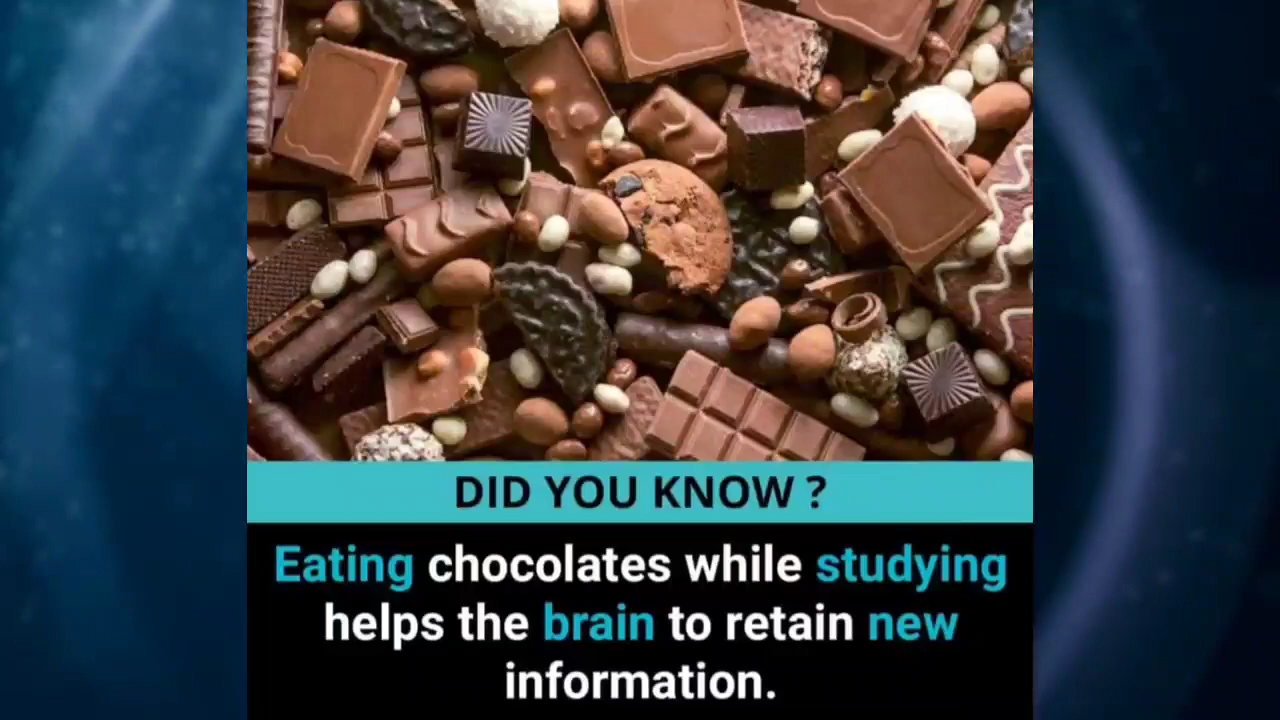 DID YOU KNOW ?
Eating chocolates while studying
helps the brain to retain new
information.